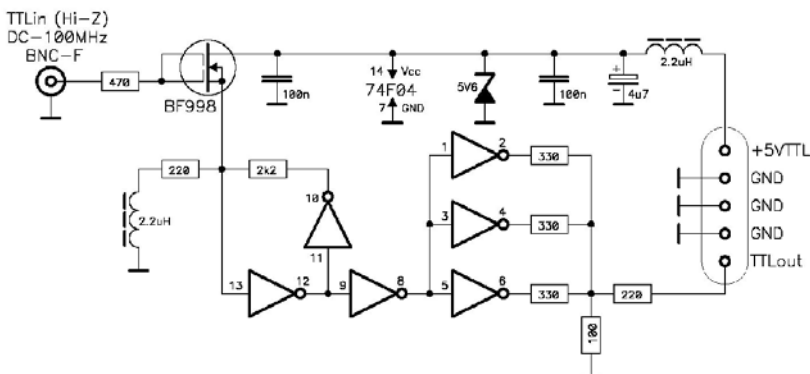 TTLin (Hi-Z)
DC-100MHz
BNC-F
470
BF998
100n
14 Vcc
74F04
7 GND
5V6
100n
+
-
4u7
2.2uH
220
2k2
2.2uH
10
11
13
12
9
8
1
2
330
3
4
330
5
6
330
220
100
+5VTTL
GND
GND
GND
TTLout